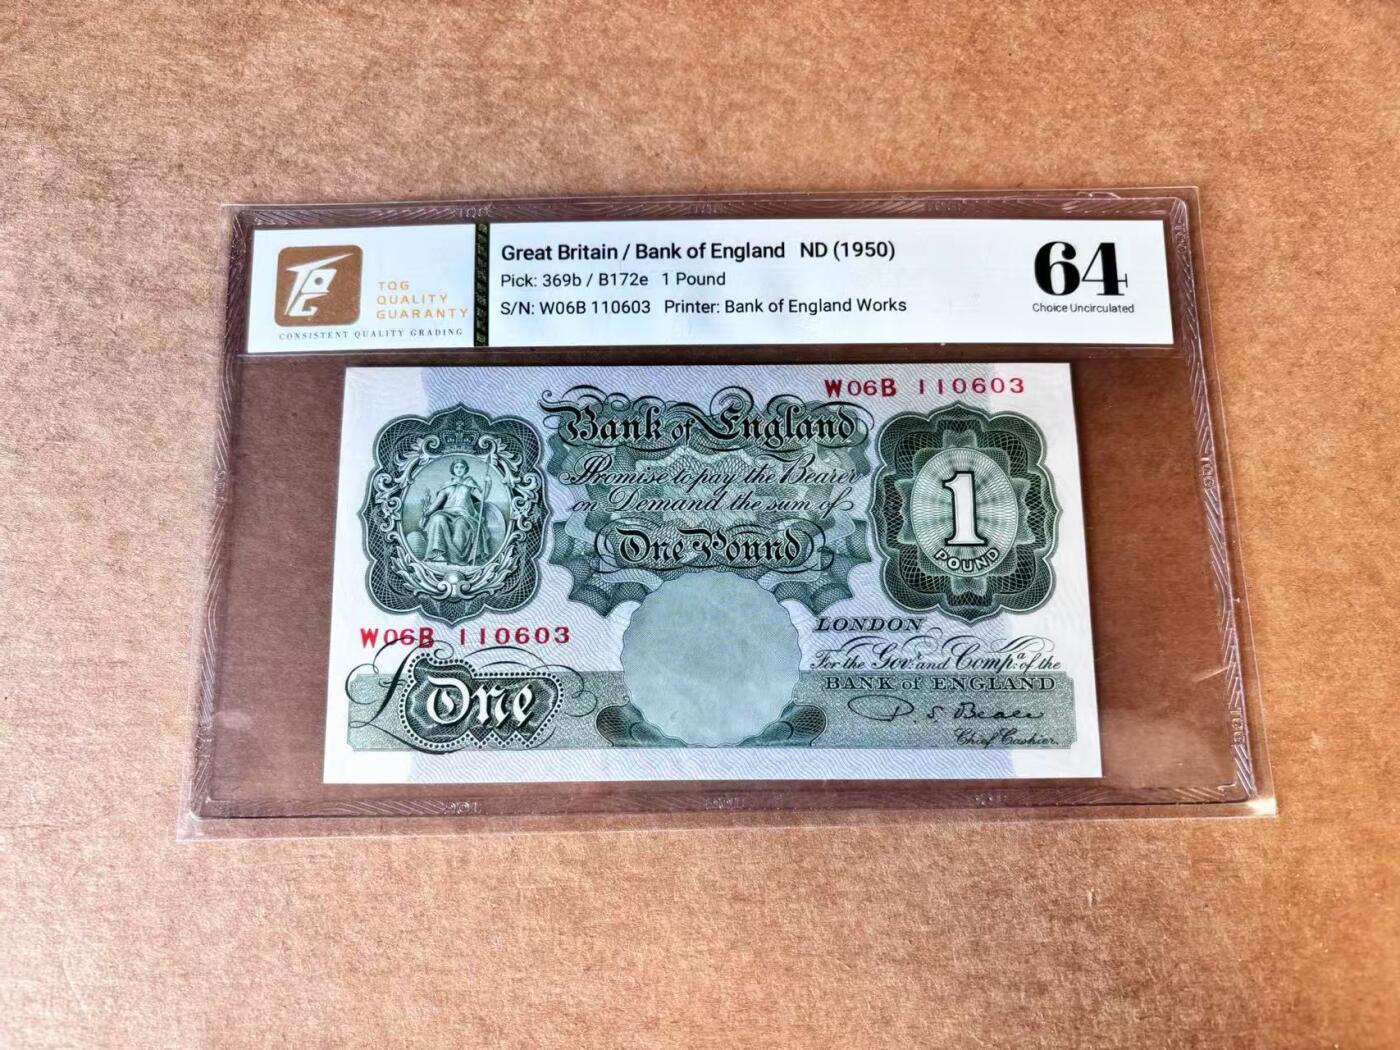 TQG
QUALITY
GUARANTY
CONSISTENT QUALITY GRADING
Great Britain / Bank of England ND (1950)
Pick: 369b / B172e 1 Pound
S/N: W06B 110603 Printer: Bank of England Works
64
Choice Uncirculated
W06B 110603
Bank of England
Promise to pay the Bearer
on Demand the sum of
One Pound
1
POUND
W06B 110603
LONDON
For the Govr. and Compa. of the
BANK of ENGLAND
£ One
P. S. Beale
Chief Cashier.